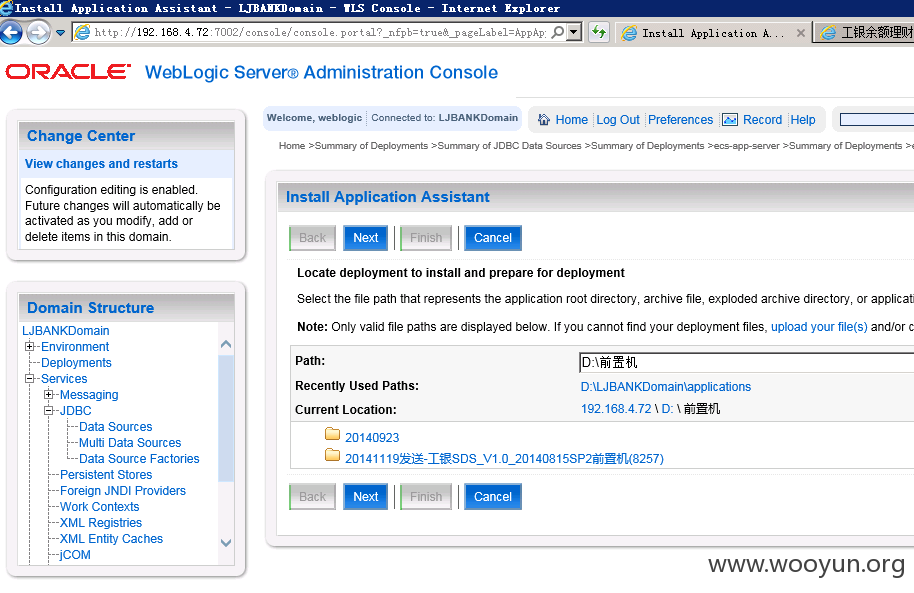 Install Application Assistant - LJBANKDomain - WLS Console - Internet Explorer
http://192.168.4.72:7002/console/console.portal?_nfpb=true&_pageLabel=AppAp
Install Application A...
工银余额理财
ORACLE WebLogic Server® Administration Console
Change Center
View changes and restarts
Configuration editing is enabled.
Future changes will automatically be
activated as you modify, add or
delete items in this domain.
Domain Structure
LJBANKDomain
Environment
Deployments
Services
Messaging
JDBC
Data Sources
Multi Data Sources
Data Source Factories
Persistent Stores
Foreign JNDI Providers
Work Contexts
XML Registries
XML Entity Caches
jCOM
Welcome, weblogic Connected to: LJBANKDomain
Home Log Out Preferences Record Help
Home >Summary of Deployments >Summary of JDBC Data Sources >Summary of Deployments >ecs-app-server >Summary of Deployments >
Install Application Assistant
Back Next Finish Cancel
Locate deployment to install and prepare for deployment
Select the file path that represents the application root directory, archive file, exploded archive directory, or applicati
Note: Only valid file paths are displayed below. If you cannot find your deployment files, upload your file(s) and/or c
Path: D:\前置机
Recently Used Paths: D:\LJBANKDomain\applications
Current Location: 192.168.4.72 \ D: \ 前置机
20140923
20141119发送-工银SDS_V1.0_20140815SP2前置机(8257)
Back Next Finish Cancel
www.wooyun.org